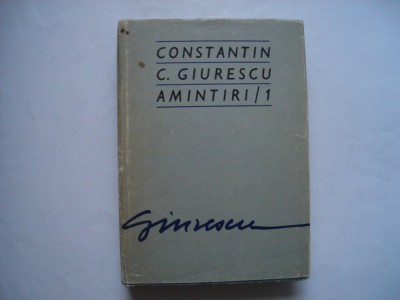 CONSTANTIN
C. GIURESCU
AMINTIRI/1
Giurescu